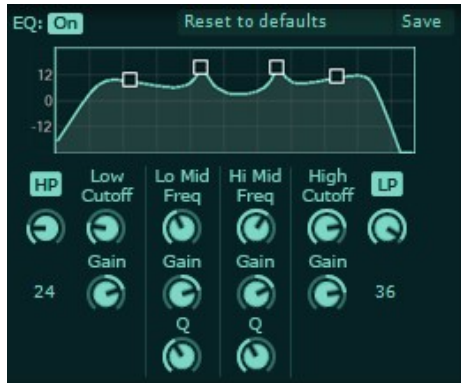 EQ: On Reset to defaults Save
12
0
-12
HP Low Cutoff Lo Mid Freq Hi Mid Freq High Cutoff LP
Gain Gain Gain Gain
24 36
Q Q